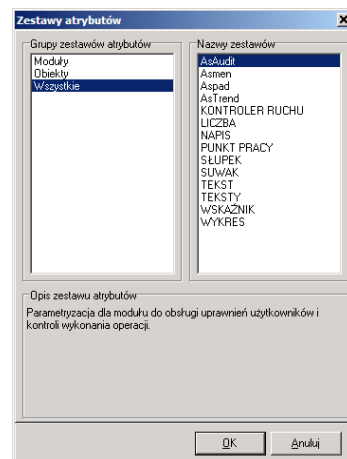 Zestawy atrybutów
Grupy zestawów atrybutów
Moduły
Obiekty
Wszystkie
Nazwy zestawów
AsAudit
Asmen
Aspad
AsTrend
KONTROLER RUCHU
LICZBA
NAPIS
PUNKT PRACY
SŁUPEK
SUWAK
TEKST
TEKSTY
WSKAŹNIK
WYKRES
Opis zestawu atrybutów
Parametryzacja dla modułu do obsługi uprawnień użytkowników i
kontroli wykonania operacji.
OK
Anuluj